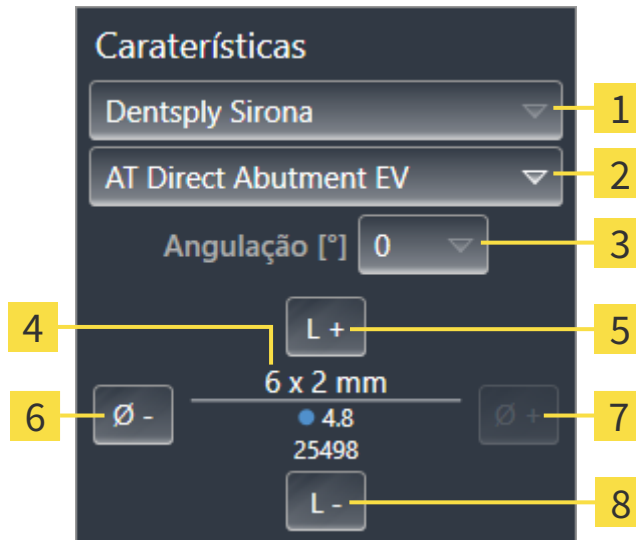 Caraterísticas
Dentsply Sirona 1
AT Direct Abutment EV 2
Angulação [°] 0 3
4 L + 5
6 x 2 mm
6 Ø - 4.8 Ø + 7
25498
L - 8